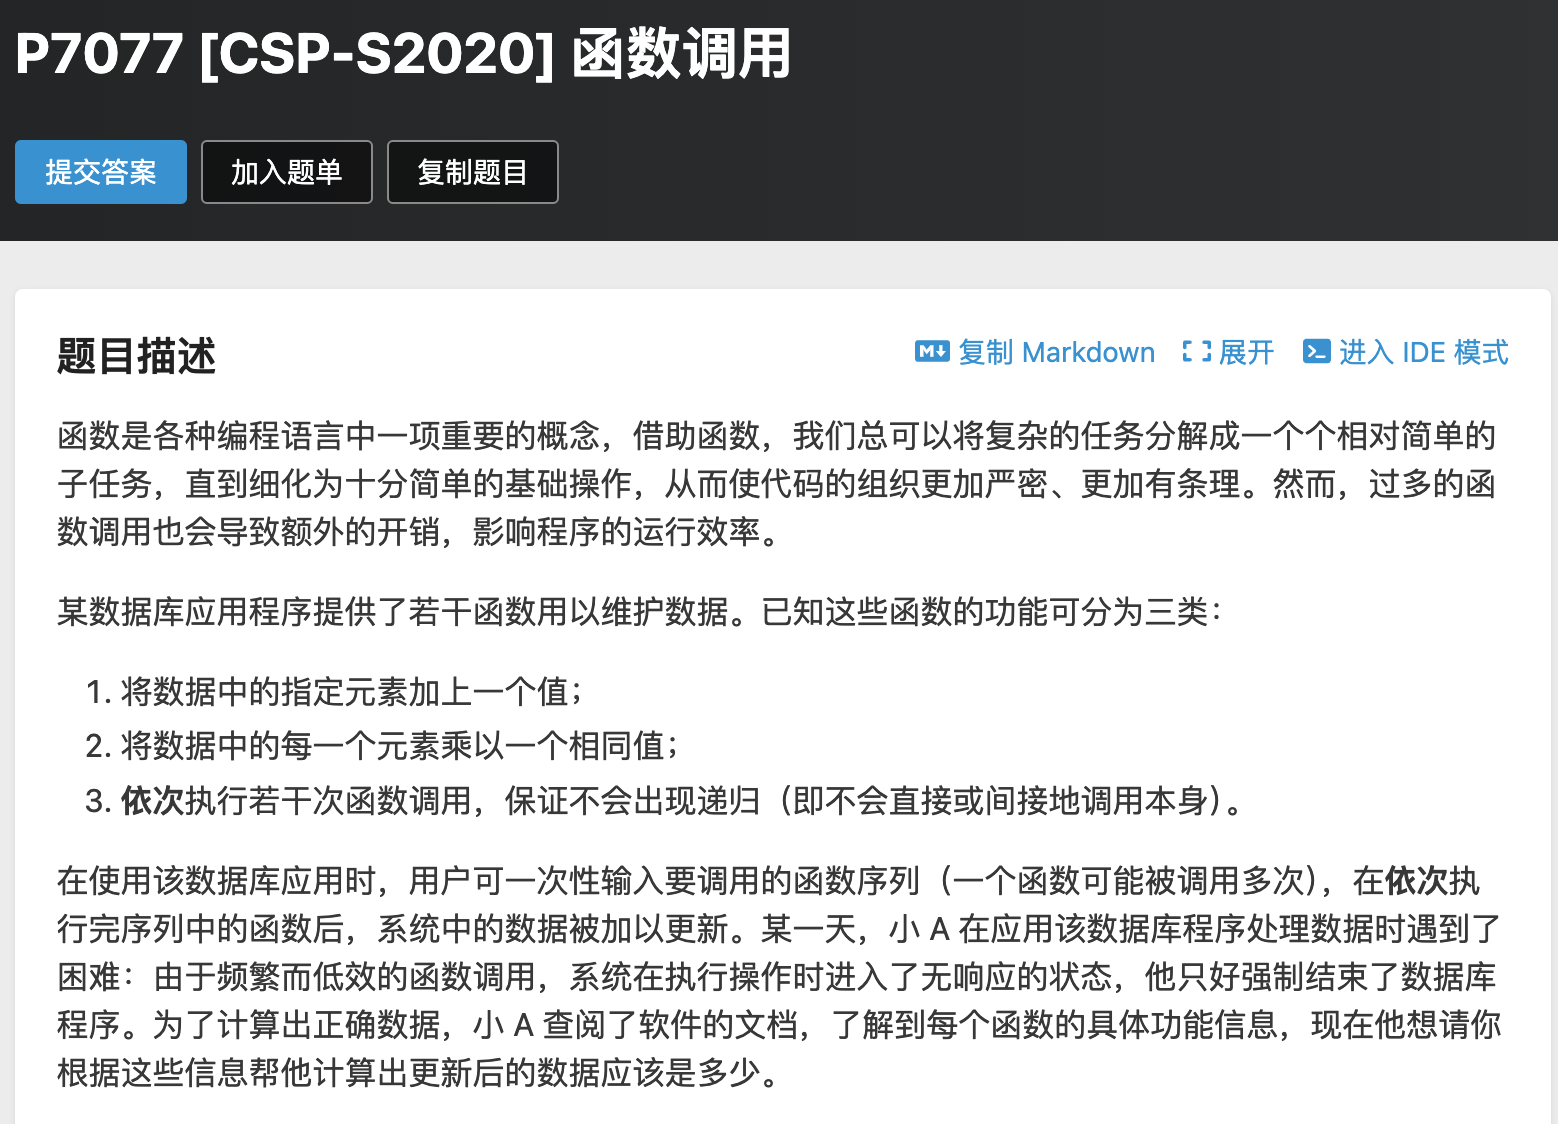 P7077 [CSP-S2020] 函数调用
提交答案 加入题单 复制题目
题目描述 复制 Markdown 展开 进入 IDE 模式
函数是各种编程语言中一项重要的概念，借助函数，我们总可以将复杂的任务分解成一个个相对简单的
子任务，直到细化为十分简单的基础操作，从而使代码的组织更加严密、更加有条理。然而，过多的函
数调用也会导致额外的开销，影响程序的运行效率。
某数据库应用程序提供了若干函数用以维护数据。已知这些函数的功能可分为三类：
1. 将数据中的指定元素加上一个值；
2. 将数据中的每一个元素乘以一个相同值；
3. 依次执行若干次函数调用，保证不会出现递归（即不会直接或间接地调用本身）。
在使用该数据库应用时，用户可一次性输入要调用的函数序列（一个函数可能被调用多次），在依次执
行完序列中的函数后，系统中的数据被加以更新。某一天，小 A 在应用该数据库程序处理数据时遇到了
困难：由于频繁而低效的函数调用，系统在执行操作时进入了无响应的状态，他只好强制结束了数据库
程序。为了计算出正确数据，小 A 查阅了软件的文档，了解到每个函数的具体功能信息，现在他想请你
根据这些信息帮他计算出更新后的数据应该是多少。